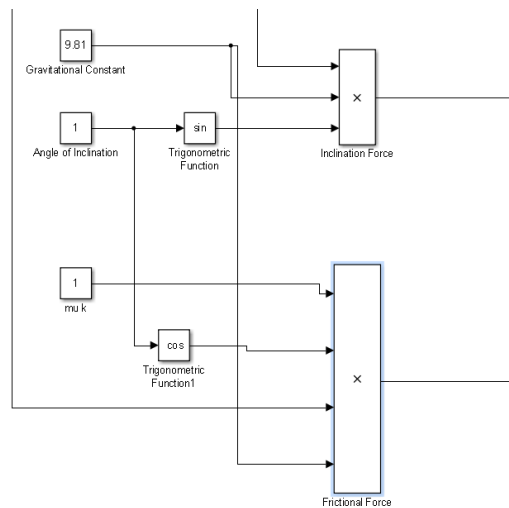 9.81
Gravitational Constant
×
Inclination Force
1
Angle of Inclination
sin
Trigonometric
Function
1
mu k
cos
Trigonometric
Function1
×
Frictional Force